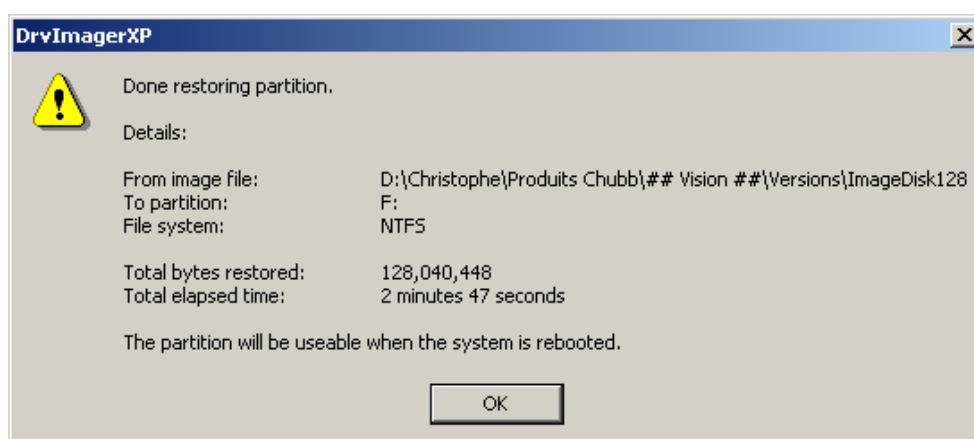 DrvImagerXP
Done restoring partition.
Details:
From image file: D:\Christophe\Produits Chubb\## Vision ##\Versions\ImageDisk128
To partition: F:
File system: NTFS
Total bytes restored: 128,040,448
Total elapsed time: 2 minutes 47 seconds
The partition will be useable when the system is rebooted.
OK